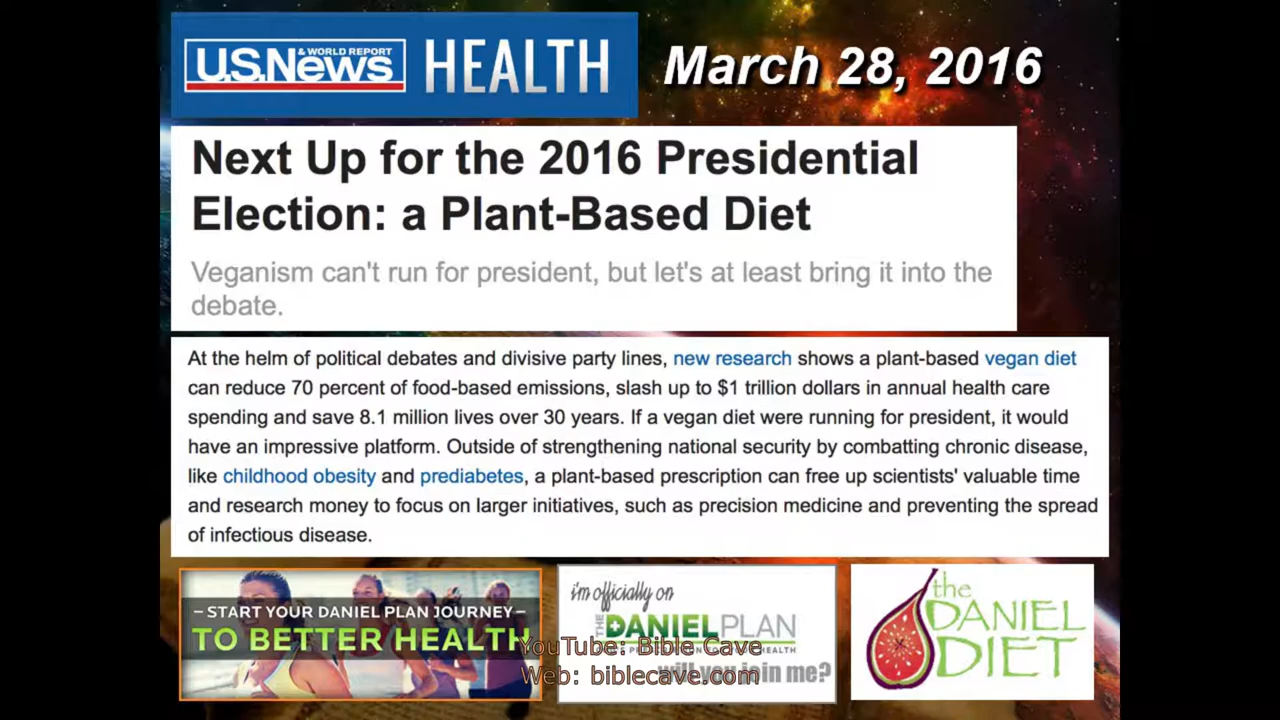 U.S.News & WORLD REPORT HEALTH
March 28, 2016
Next Up for the 2016 Presidential
Election: a Plant-Based Diet
Veganism can't run for president, but let's at least bring it into the
debate.
At the helm of political debates and divisive party lines, new research shows a plant-based vegan diet
can reduce 70 percent of food-based emissions, slash up to $1 trillion dollars in annual health care
spending and save 8.1 million lives over 30 years. If a vegan diet were running for president, it would
have an impressive platform. Outside of strengthening national security by combatting chronic disease,
like childhood obesity and prediabetes, a plant-based prescription can free up scientists' valuable time
and research money to focus on larger initiatives, such as precision medicine and preventing the spread
of infectious disease.
– START YOUR DANIEL PLAN JOURNEY –
TO BETTER HEALTH
i'm officially on
THE DANIEL PLAN
HEALTH
will you join me?
the
DANIEL
DIET
YouTube: Bible Cave
Web: biblecave.com